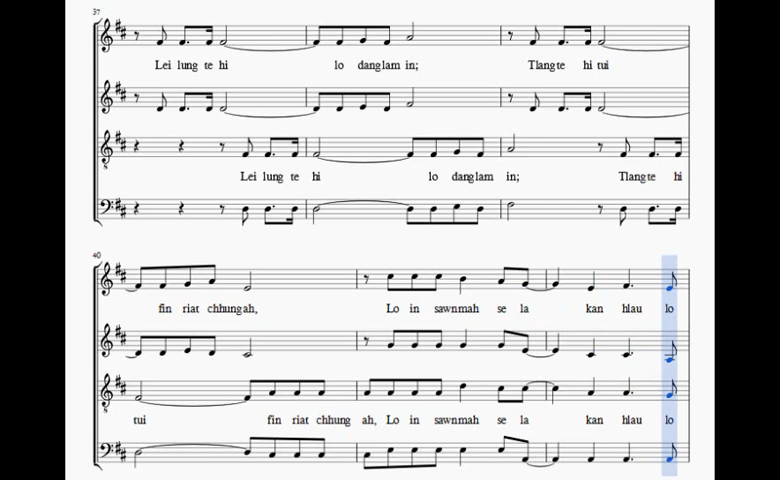 37
Lei lung te hi lo danglam in; Tlangte hi tui
Lei lung te hi lo danglam in; Tlangte hi
40
fin riat chhungah, Lo in sawnmah se la kan hlau lo
tui fin riat chhung ah, Lo in sawnmah se la kan hlau lo